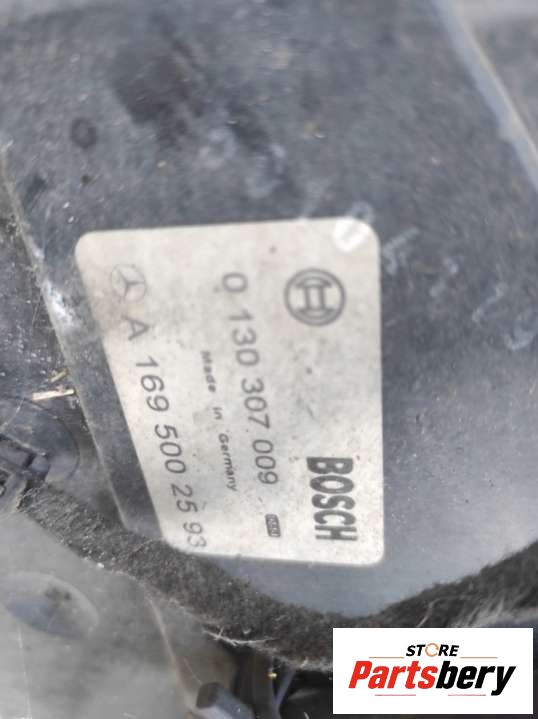 BOSCH
0 130 307 009
Made in Germany
A 169 500 25 93
STORE
Partsbery